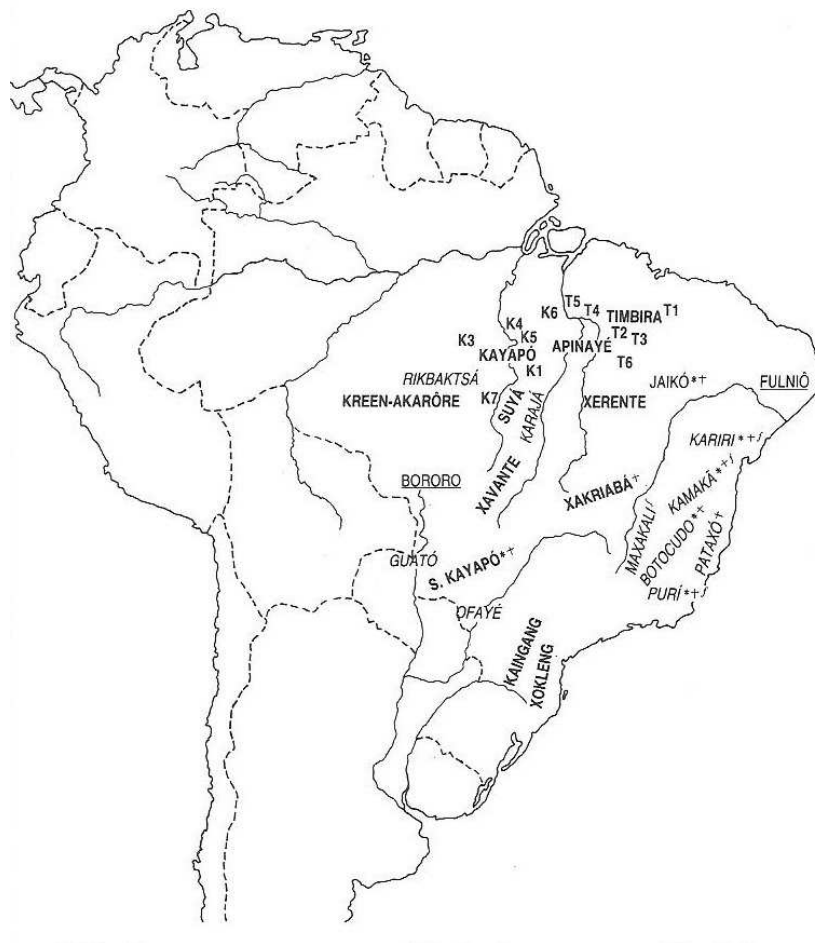 T5
K6
T4
TIMBIRA
T1
K4
K5
T2
T3
K3
KAYAPÓ
APINAYÉ
K1
T6
RIKBAKTSÁ
JAIKÓ*†
FULNIÔ
KREEN-AKARÔRE
K7
SUYÁ
KARAJÁ
XERENTE
KARIRI*†∫
BORORO
XAVANTE
XAKRIABÁ†
KAMAKÃ*†∫
MAXAKALI∫
BOTOCUDO*†
PATAXÓ†
GUATÓ
S. KAYAPÓ*†
PURÍ*†∫
OFAYÉ
KAINGANG
XOKLENG